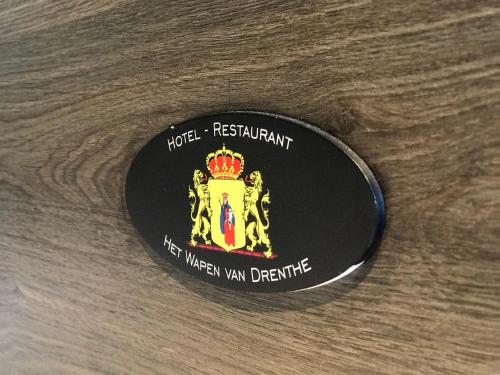 HOTEL - RESTAURANT
HET WAPEN VAN DRENTHE